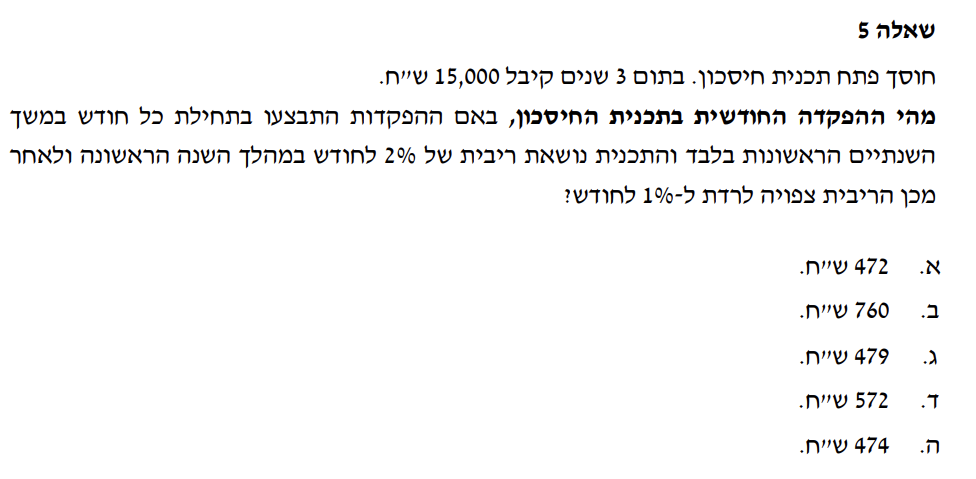 שאלה 5
חוסך פתח תכנית חיסכון. בתום 3 שנים קיבל 15,000 ש״ח.
מהי ההפקדה החודשית בתכנית החיסכון, באם ההפקדות התבצעו בתחילת כל חודש במשך
השנתיים הראשונות בלבד והתכנית נושאת ריבית של 2% לחודש במהלך השנה הראשונה ולאחר
מכן הריבית צפויה לרדת ל-1% לחודש?
א. 472 ש״ח.
ב. 760 ש״ח.
ג. 479 ש״ח.
ד. 572 ש״ח.
ה. 474 ש״ח.